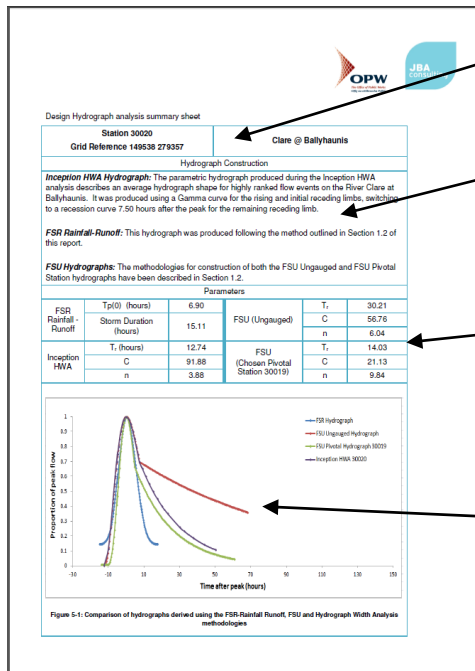 OPW
JBA
consulting
Design Hydrograph analysis summary sheet
Station 30020
Grid Reference 149538 279357
Clare @ Ballyhaunis
Hydrograph Construction
Inception HWA Hydrograph: The parametric hydrograph produced during the Inception HWA
analysis describes an average hydrograph shape for highly ranked flow events on the River Clare at
Ballyhaunis. It was produced using a Gamma curve for the rising and initial receding limbs, switching
to a recession curve 7.50 hours after the peak for the remaining receding limb.
FSR Rainfall-Runoff: This hydrograph was produced following the method outlined in Section 1.2 of
this report.
FSU Hydrographs: The methodologies for construction of both the FSU Ungauged and FSU Pivotal
Station hydrographs have been described in Section 1.2.
Parameters
FSR Rainfall - Runoff
Tp(0) (hours) 6.90
Storm Duration (hours) 15.11
FSU (Ungauged)
Tr 30.21
C 56.76
n 6.04
Inception HWA
Tr (hours) 12.74
C 91.88
n 3.88
FSU (Chosen Pivotal Station 30019)
Tr 14.03
C 21.13
n 9.84
Proportion of peak flow
1
0.9
0.8
0.7
0.6
0.5
0.4
0.3
0.2
0.1
0
-30 -10 10 30 50 70 90 110 130 150
Time after peak (hours)
FSR Hydrograph
FSU Ungauged Hydrograph
FSU Pivotal Hydrograph 30019
Inception HWA 30020
Figure 5-1: Comparison of hydrographs derived using the FSR-Rainfall Runoff, FSU and Hydrograph Width Analysis
methodologies